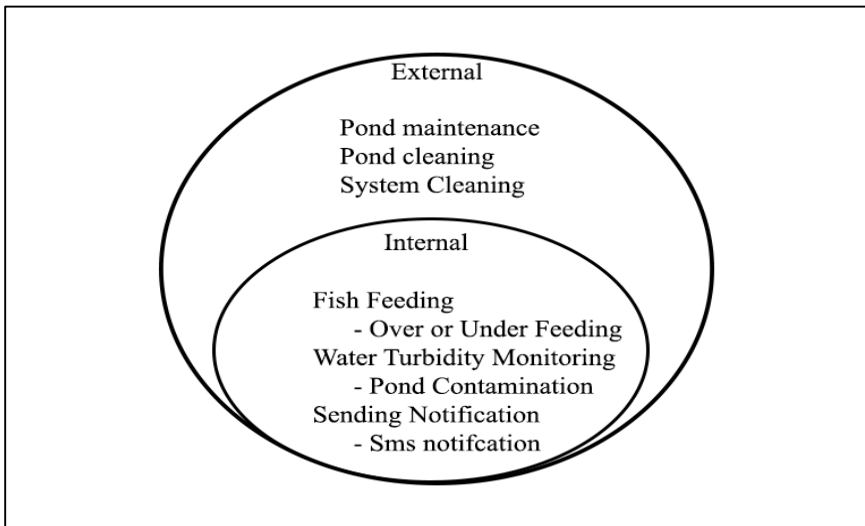 External
Pond maintenance
Pond cleaning
System Cleaning
Internal
Fish Feeding
- Over or Under Feeding
Water Turbidity Monitoring
- Pond Contamination
Sending Notification
- Sms notifcation